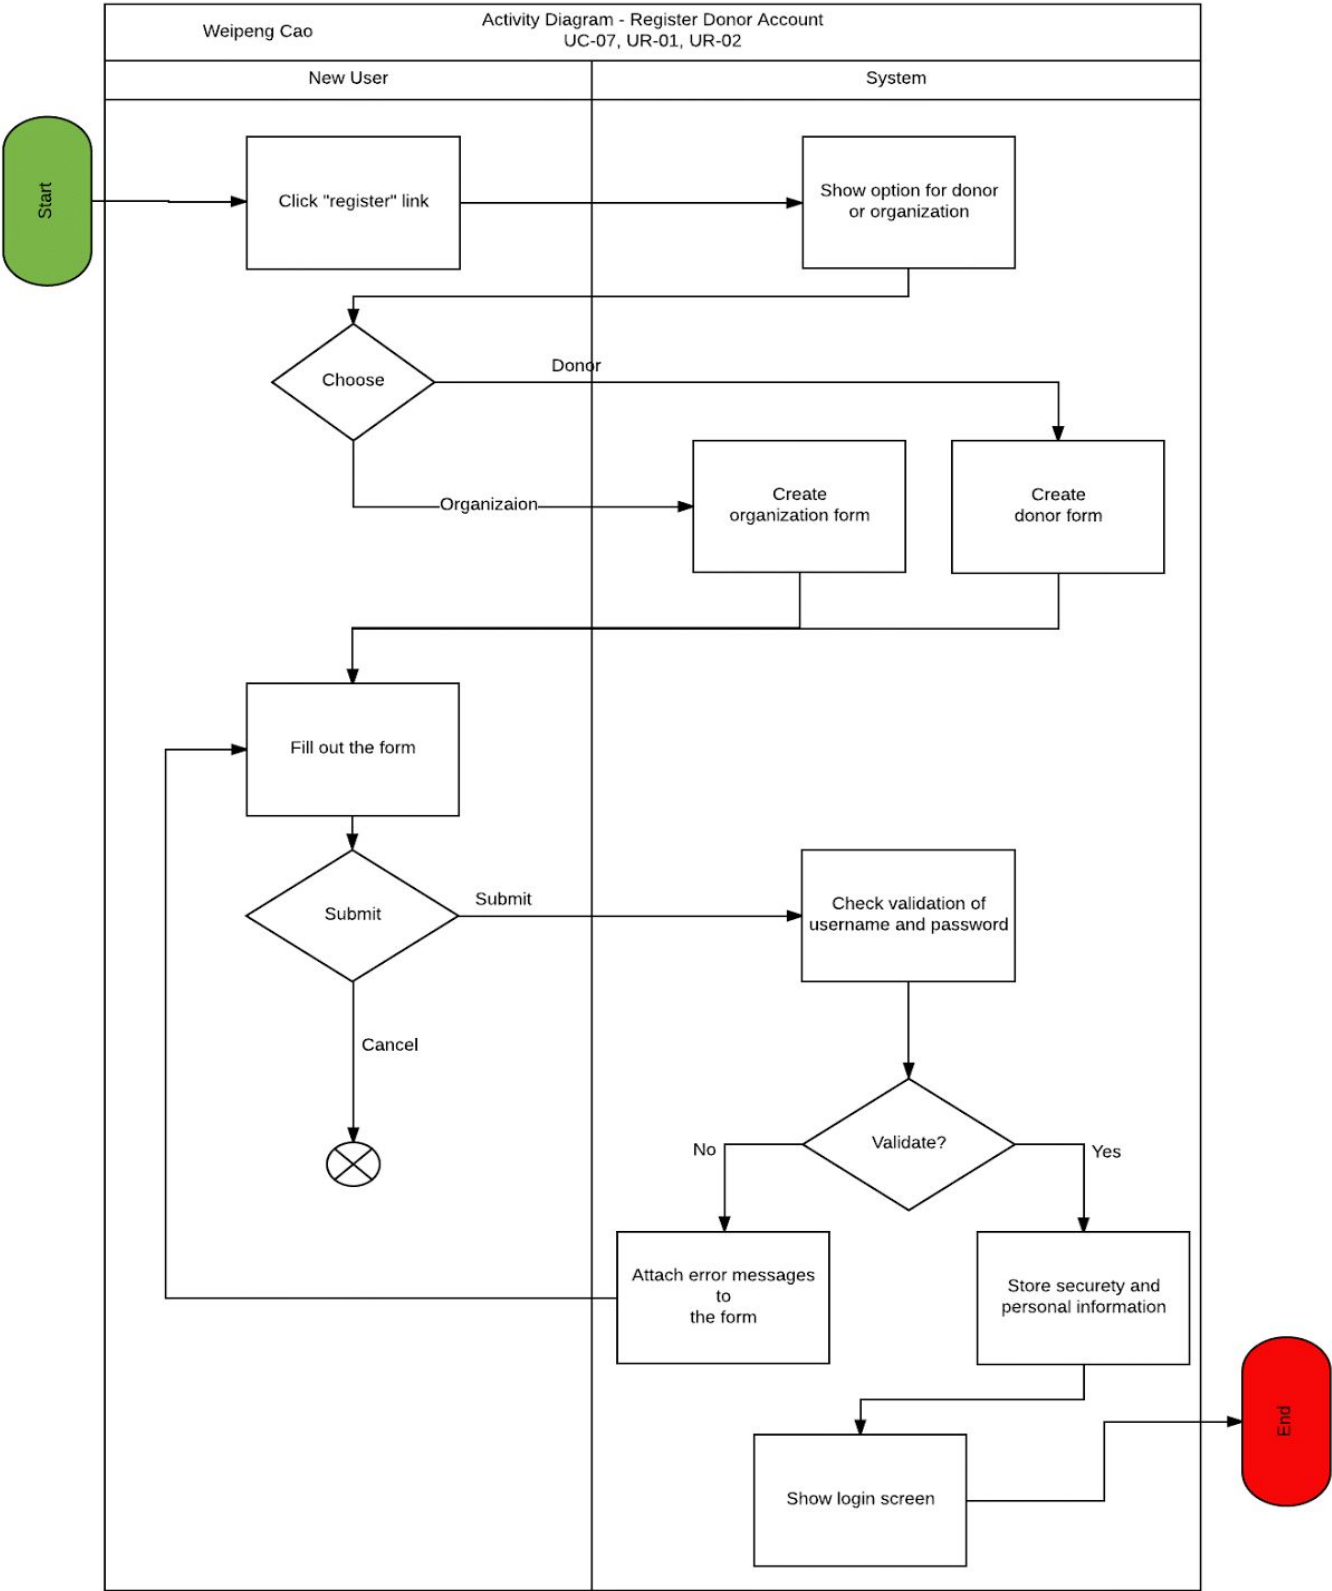 Weipeng Cao
Activity Diagram - Register Donor Account
UC-07, UR-01, UR-02
New User
System
Start
Click "register" link
Show option for donor
or organization
Choose
Donor
Organizaion
Create
organization form
Create
donor form
Fill out the form
Submit
Submit
Check validation of
username and password
Cancel
Validate?
No
Yes
Attach error messages
to
the form
Store securety and
personal information
End
Show login screen